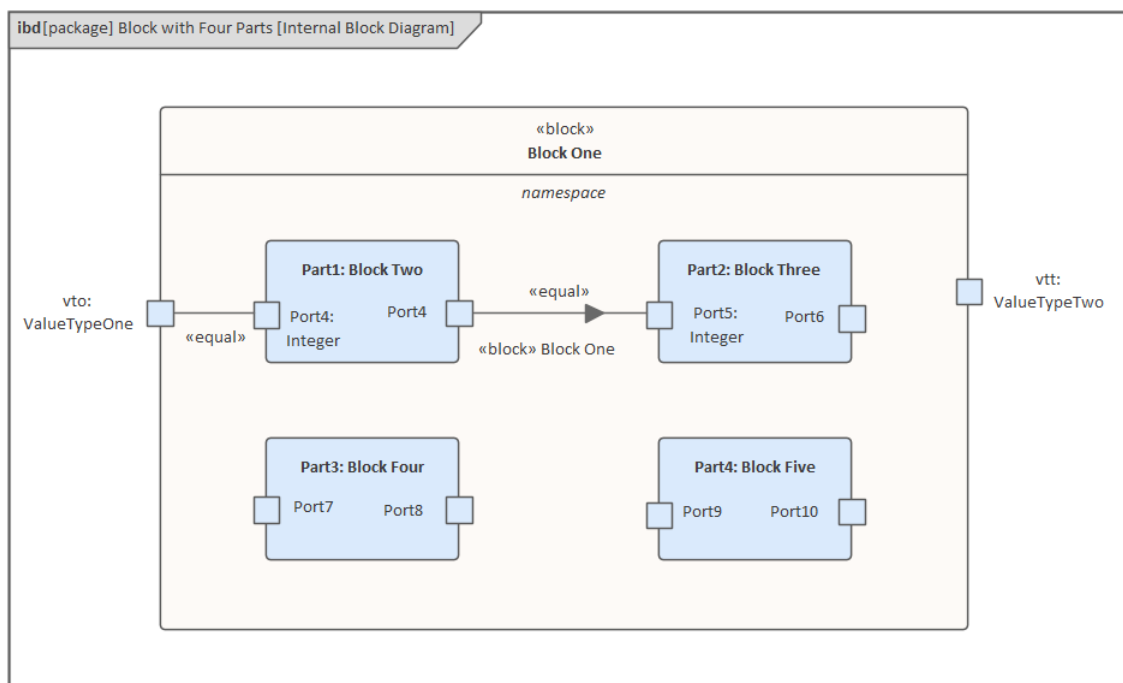 ibd[package] Block with Four Parts [Internal Block Diagram]
«block»
Block One
namespace
Part1: Block Two
Part2: Block Three
vto:
ValueTypeOne
«equal»
Port4:
Integer
Port4
«equal»
«block» Block One
Port5:
Integer
Port6
vtt:
ValueTypeTwo
Part3: Block Four
Part4: Block Five
Port7
Port8
Port9
Port10